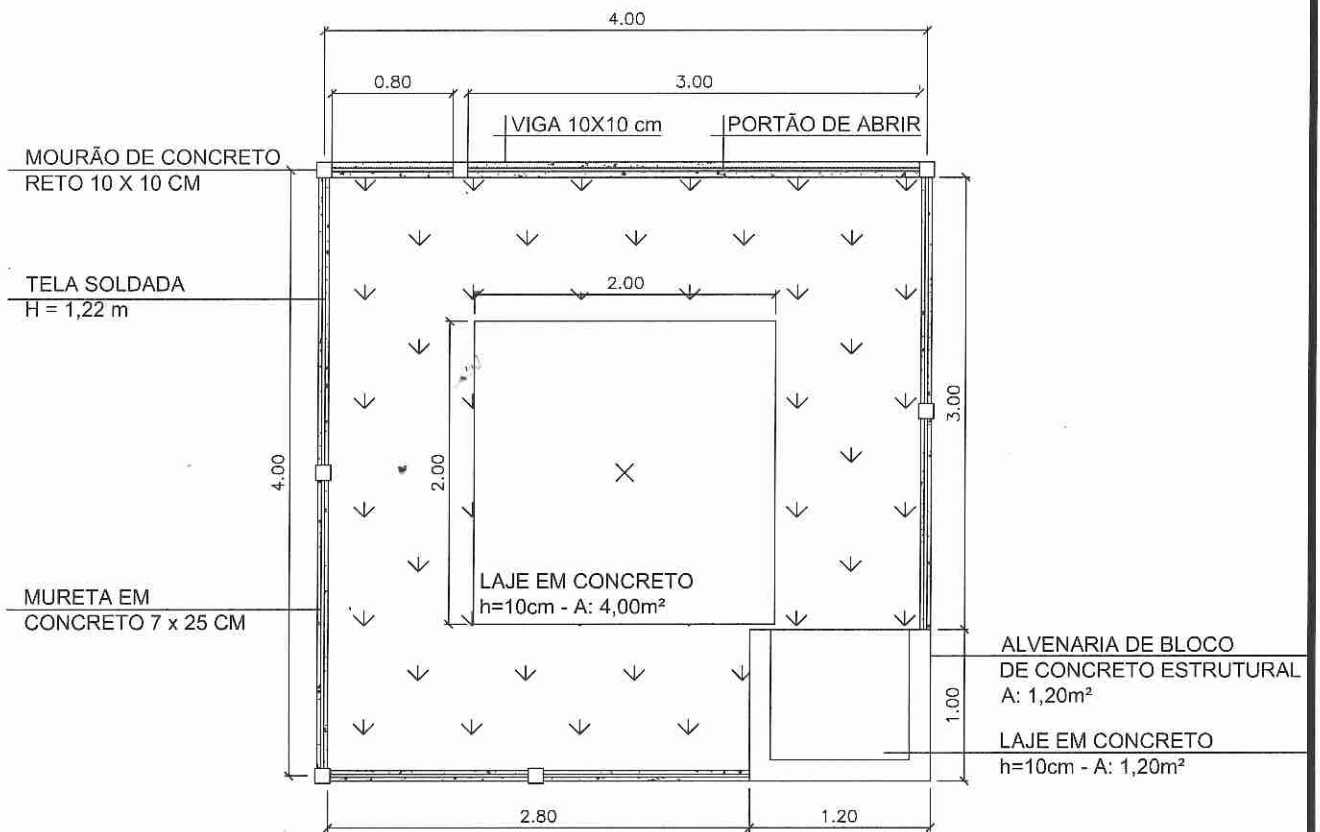 4.00
0.80
3.00
VIGA 10X10 cm
PORTÃO DE ABRIR
MOURÃO DE CONCRETO
RETO 10 X 10 CM
TELA SOLDADA
H = 1,22 m
2.00
3.00
4.00
2.00
LAJE EM CONCRETO
h=10cm - A: 4,00m²
MURETA EM
CONCRETO 7 x 25 CM
ALVENARIA DE BLOCO
DE CONCRETO ESTRUTURAL
A: 1,20m²
1.00
LAJE EM CONCRETO
h=10cm - A: 1,20m²
2.80
1.20